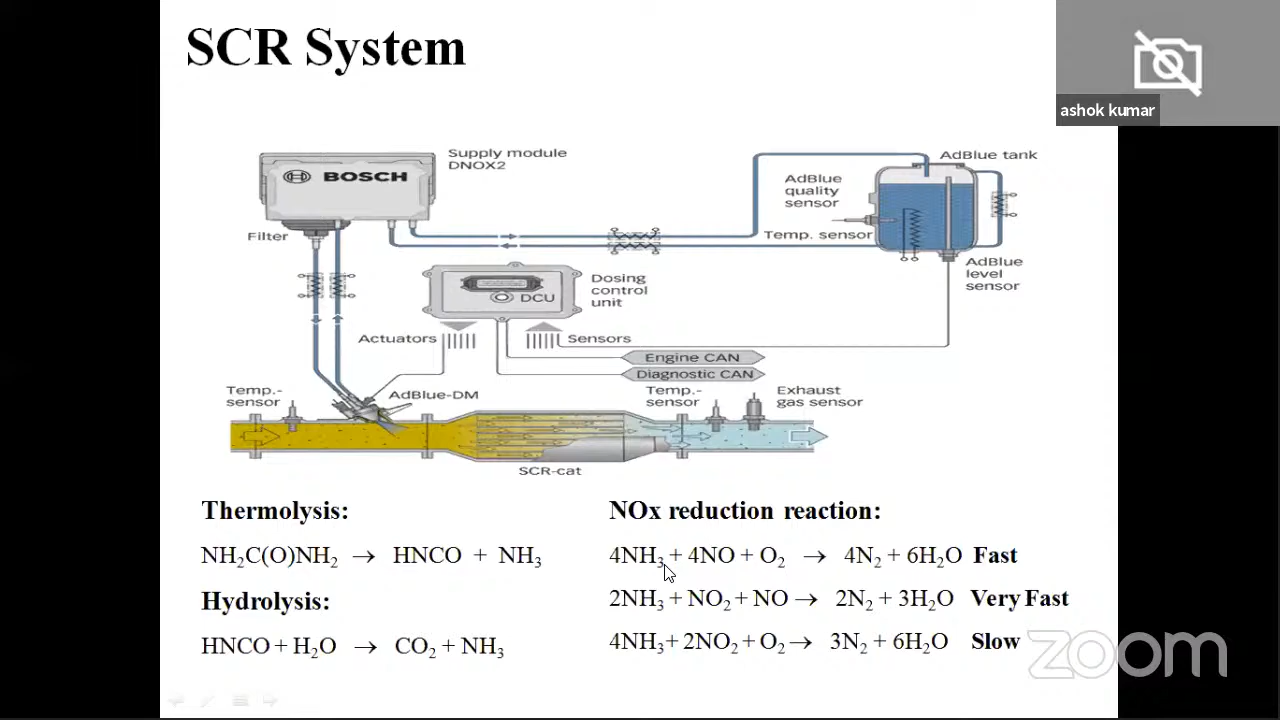 SCR System
ashok kumar
Supply module
DNOX2
BOSCH
AdBlue tank
AdBlue
quality
sensor
Temp. sensor
Filter
AdBlue
level
sensor
Dosing
control
unit
DCU
Actuators
Sensors
Engine CAN
Diagnostic CAN
Temp.-
sensor
AdBlue-DM
Temp.-
sensor
Exhaust
gas sensor
SCR-cat
Thermolysis:
NH₂C(O)NH₂ → HNCO + NH₃
Hydrolysis:
HNCO + H₂O → CO₂ + NH₃
NOx reduction reaction:
4NH₃ + 4NO + O₂ → 4N₂ + 6H₂O Fast
2NH₃ + NO₂ + NO → 2N₂ + 3H₂O Very Fast
4NH₃ + 2NO₂ + O₂ → 3N₂ + 6H₂O Slow
zoom